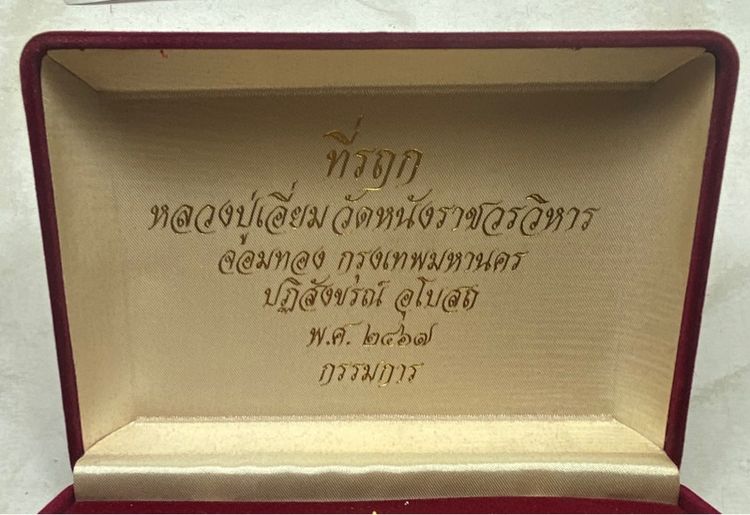 ที่รฤก
หลวงปู่เอี่ยม วัดหนังราชวรวิหาร
จอมทอง กรุงเทพมหานคร
ปฏิสังขรณ์ อุโบสถ
พ.ศ. ๒๕๖๗
กรรมการ